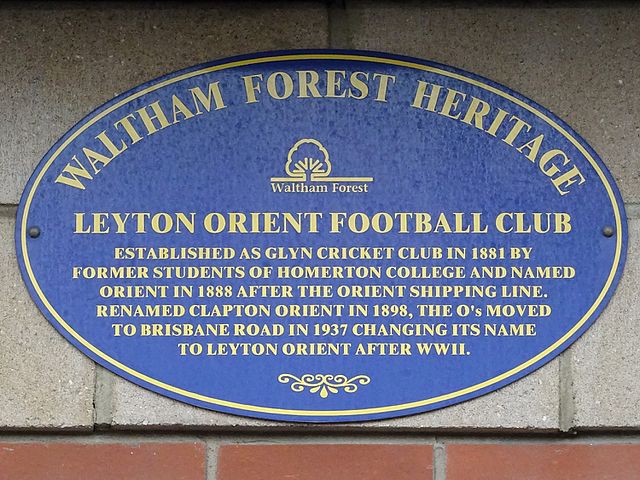 WALTHAM FOREST HERITAGE
Waltham Forest
LEYTON ORIENT FOOTBALL CLUB
ESTABLISHED AS GLYN CRICKET CLUB IN 1881 BY
FORMER STUDENTS OF HOMERTON COLLEGE AND NAMED
ORIENT IN 1888 AFTER THE ORIENT SHIPPING LINE.
RENAMED CLAPTON ORIENT IN 1898, THE O's MOVED
TO BRISBANE ROAD IN 1937 CHANGING ITS NAME
TO LEYTON ORIENT AFTER WWII.